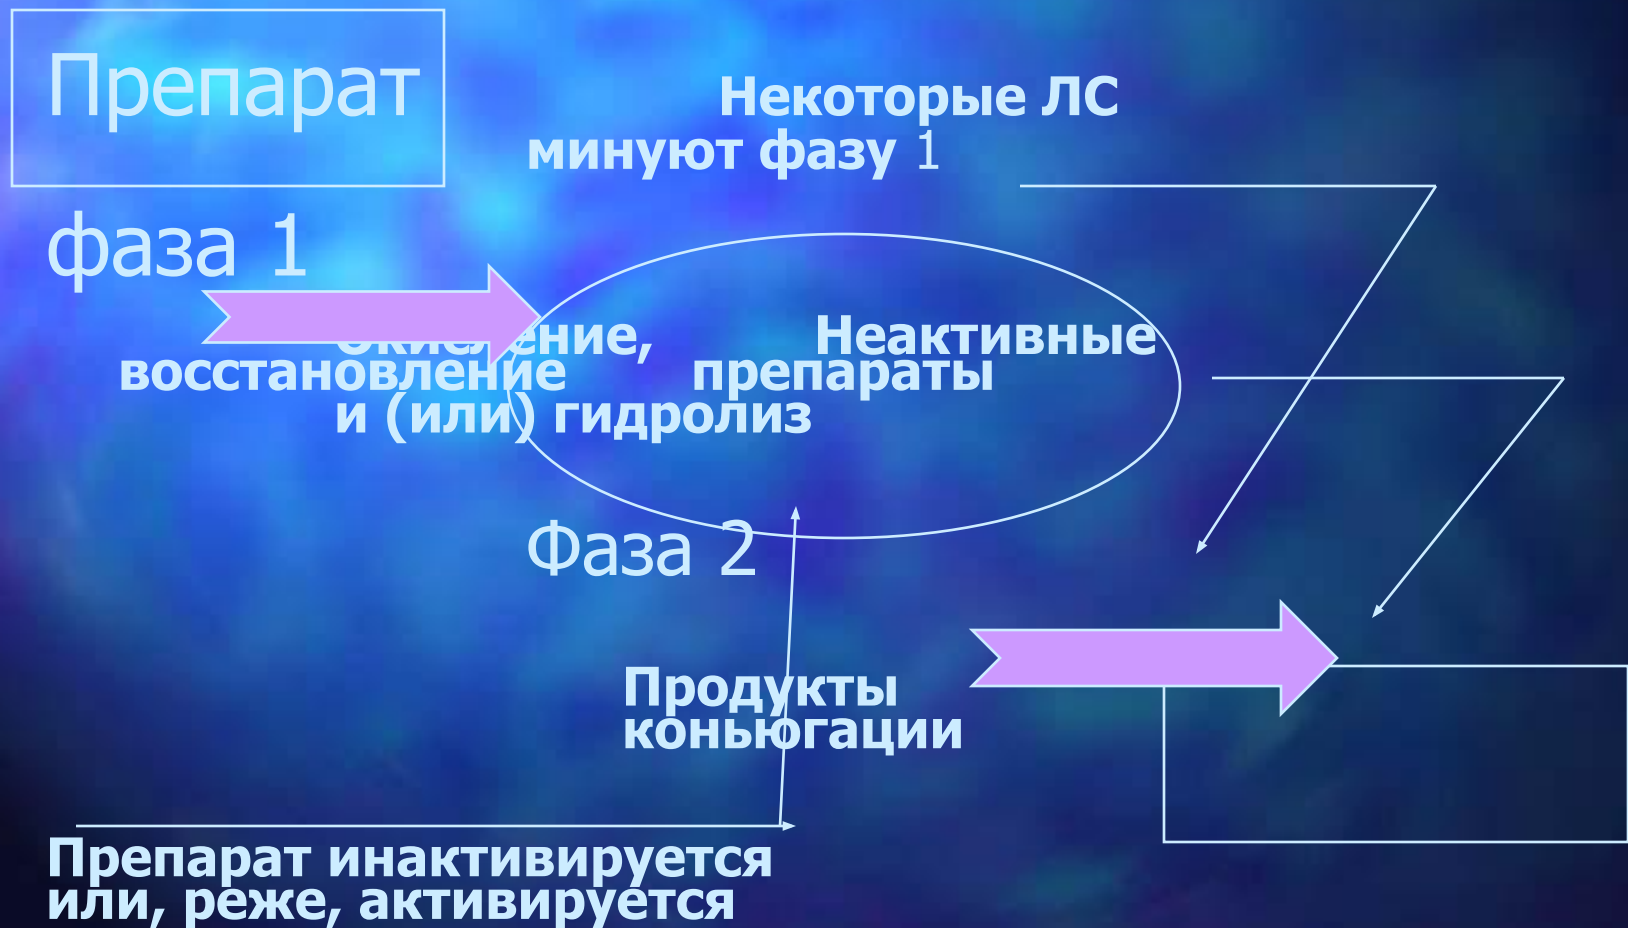 Препарат
Некоторые ЛС
минуют фазу 1
фаза 1
Окисление, Неактивные
восстановление препараты
и (или) гидролиз
Фаза 2
Продукты
коньюгации
Препарат инактивируется
или, реже, активируется